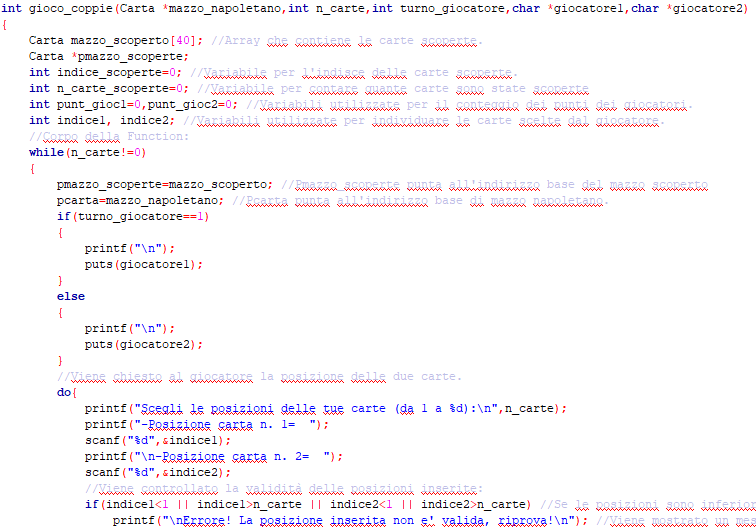 int gioco_coppie(Carta *mazzo_napoletano,int n_carte,int turno_giocatore,char *giocatore1,char *giocatore2)
{
Carta mazzo_scoperto[40]; //Array che contiene le carte scoperte.
Carta *pmazzo_scoperte;
int indice_scoperte=0; //Variabile per l'indisce delle carte scoperte.
int n_carte_scoperte=0; //Variabile per contare quante carte sono state scoperte
int punt_gioc1=0,punt_gioc2=0; //Variabili utilizzate per il conteggio dei punti dei giocatori.
int indice1, indice2; //Variabili utilizzate per individuare le carte scelte dal giocatore.
//Corpo della Function:
while(n_carte!=0)
{
pmazzo_scoperte=mazzo_scoperto; //Pmazzo_scoperte punta all'indirizzo base del mazzo scoperto
pcarta=mazzo_napoletano; //Pcarta punta all'indirizzo base di mazzo napoletano.
if(turno_giocatore==1)
{
printf("\n");
puts(giocatore1);
}
else
{
printf("\n");
puts(giocatore2);
}
//Viene chiesto al giocatore la posizione delle due carte.
do{
printf("Scegli le posizioni delle tue carte (da 1 a %d):\n",n_carte);
printf("-Posizione carta n. 1=  ");
scanf("%d",&indice1);
printf("\n-Posizione carta n. 2=  ");
scanf("%d",&indice2);
//Viene controllato la validità delle posizioni inserite:
if(indice1<1 || indice1>n_carte || indice2<1 || indice2>n_carte) //Se le posizioni sono inferior
printf("\nErrore! La posizione inserita non e' valida, riprova!\n"); //Viene mostrato un